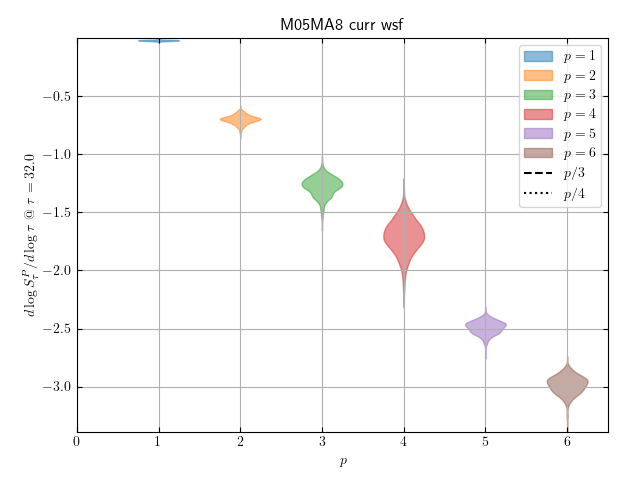 M05MA8 curr wsf
d log S_τ^P / d log τ @ τ = 32.0
−0.5
−1.0
−1.5
−2.0
−2.5
−3.0
0 1 2 3 4 5 6
p
p = 1
p = 2
p = 3
p = 4
p = 5
p = 6
p/3
p/4